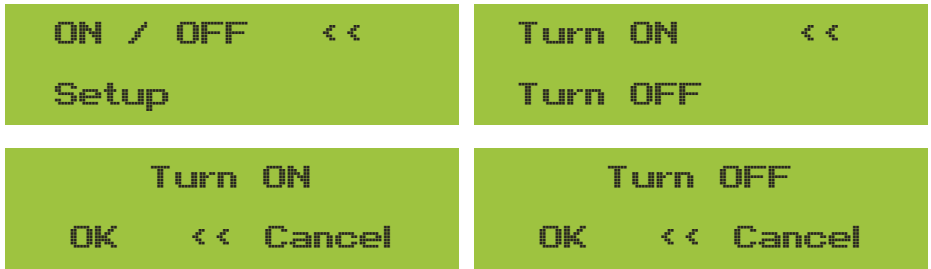 ON / OFF <<
Setup
Turn ON <<
Turn OFF
Turn ON
OK << Cancel
Turn OFF
OK << Cancel